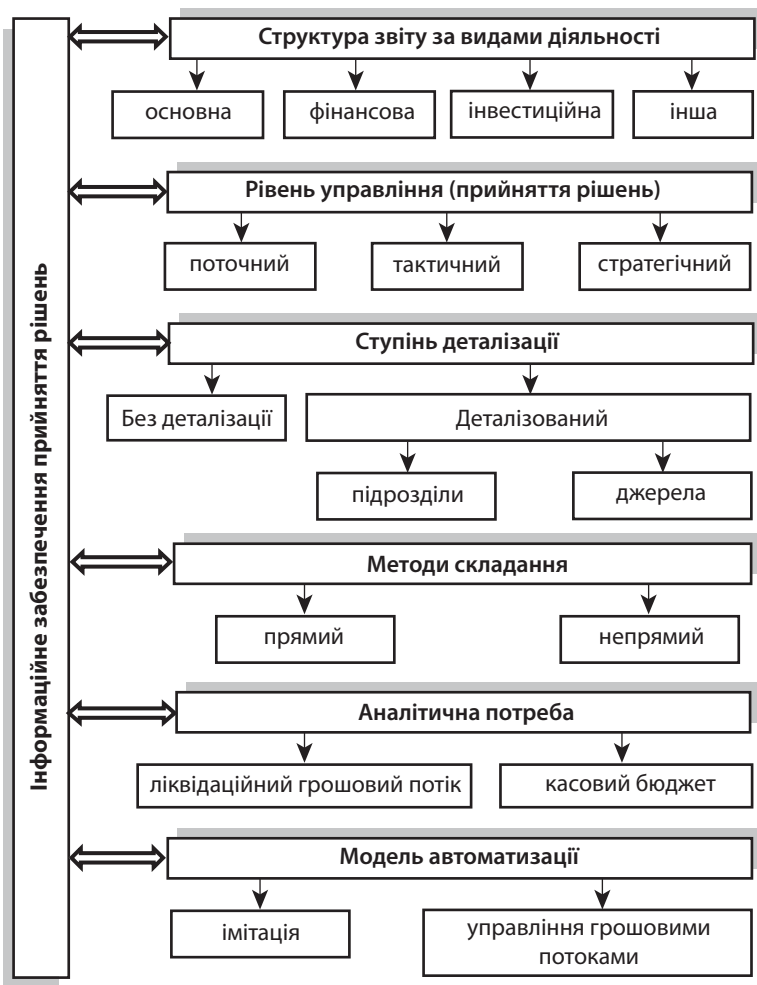 Інформаційне забезпечення прийняття рішень
Структура звіту за видами діяльності
основна
фінансова
інвестиційна
інша
Рівень управління (прийняття рішень)
поточний
тактичний
стратегічний
Ступінь деталізації
Без деталізації
Деталізований
підрозділи
джерела
Методи складання
прямий
непрямий
Аналітична потреба
ліквідаційний грошовий потік
касовий бюджет
Модель автоматизації
імітація
управління грошовими
потоками